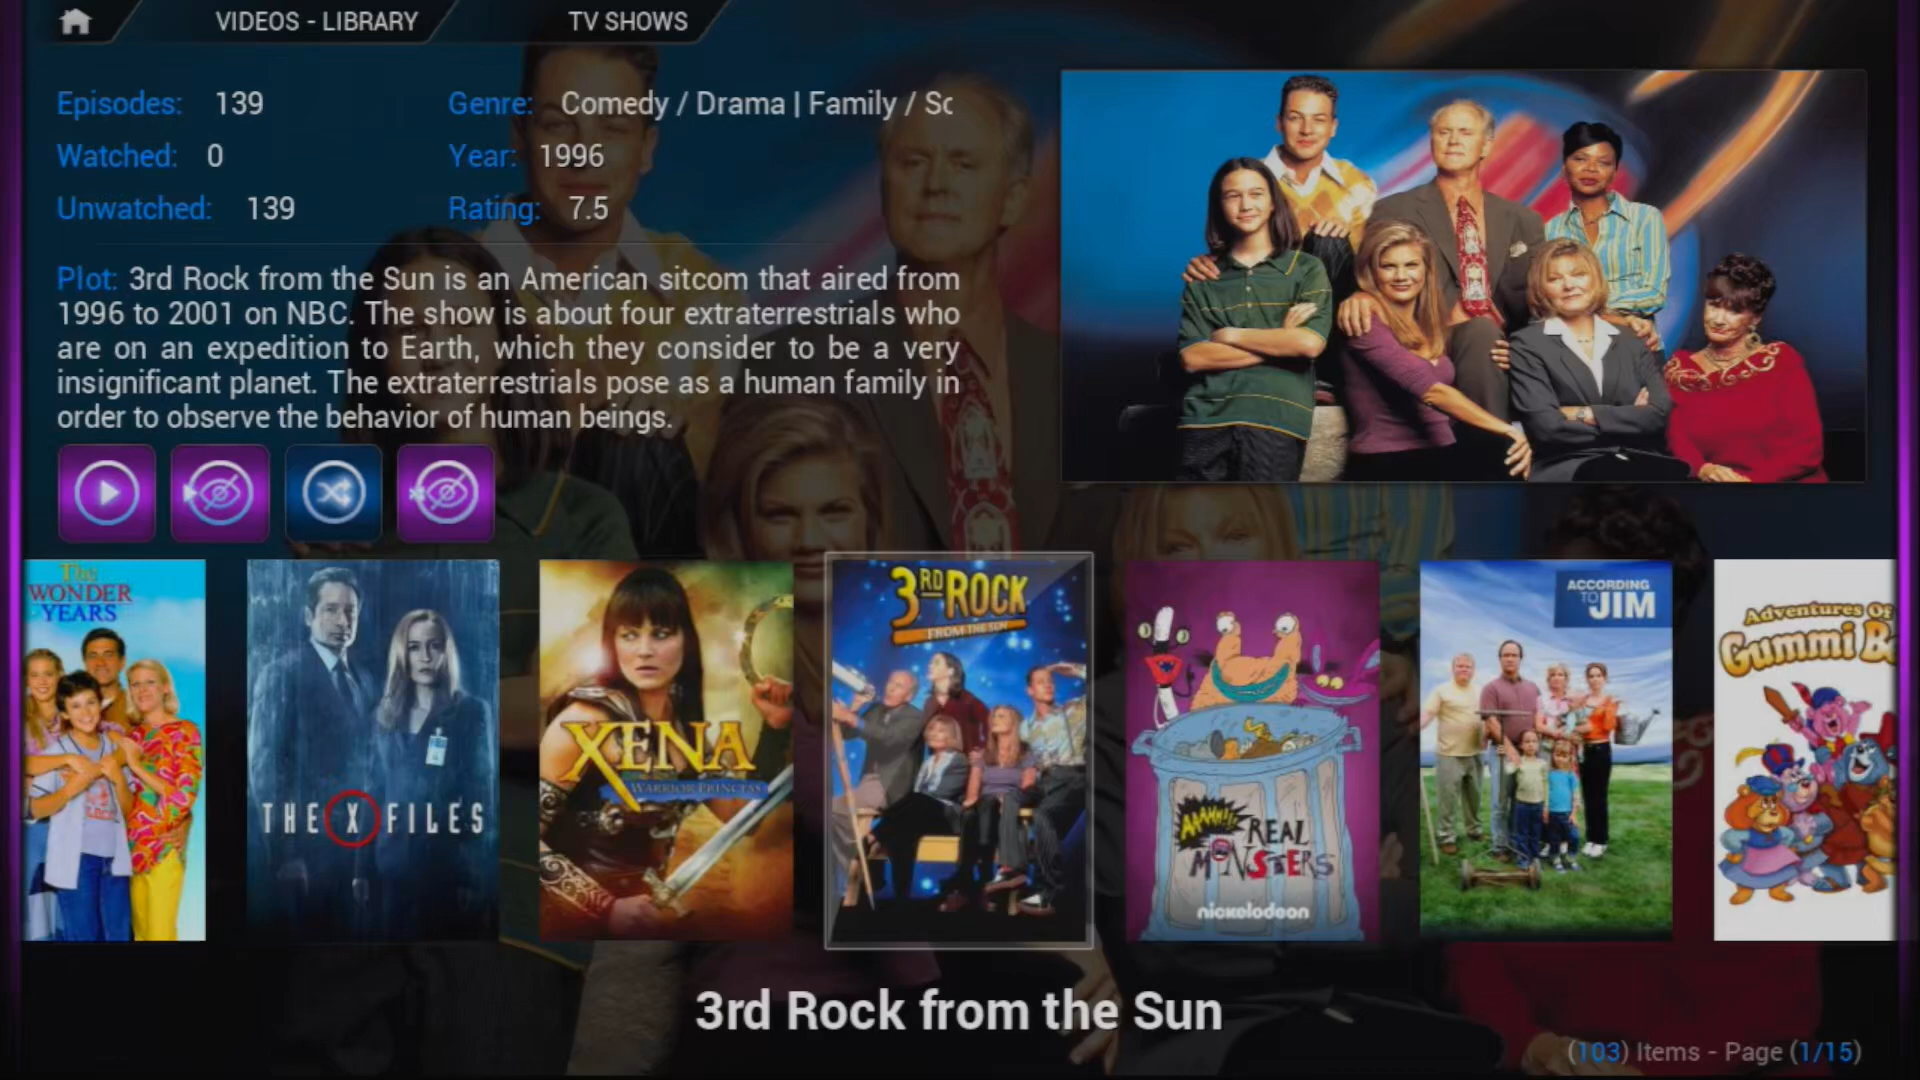 VIDEOS - LIBRARY
TV SHOWS
Episodes: 139
Genre: Comedy / Drama | Family / Sc
Watched: 0
Year: 1996
Unwatched: 139
Rating: 7.5
Plot: 3rd Rock from the Sun is an American sitcom that aired from
1996 to 2001 on NBC. The show is about four extraterrestrials who
are on an expedition to Earth, which they consider to be a very
insignificant planet. The extraterrestrials pose as a human family in
order to observe the behavior of human beings.
The
WONDER
YEARS
THE X FILES
XENA
WARRIOR PRINCESS
3RD ROCK
FROM THE SUN
AAAHH!!!
REAL
MONSTERS
nickelodeon
ACCORDING
TO JIM
Adventures Of
Gummi B
3rd Rock from the Sun
(103) Items - Page (1/15)